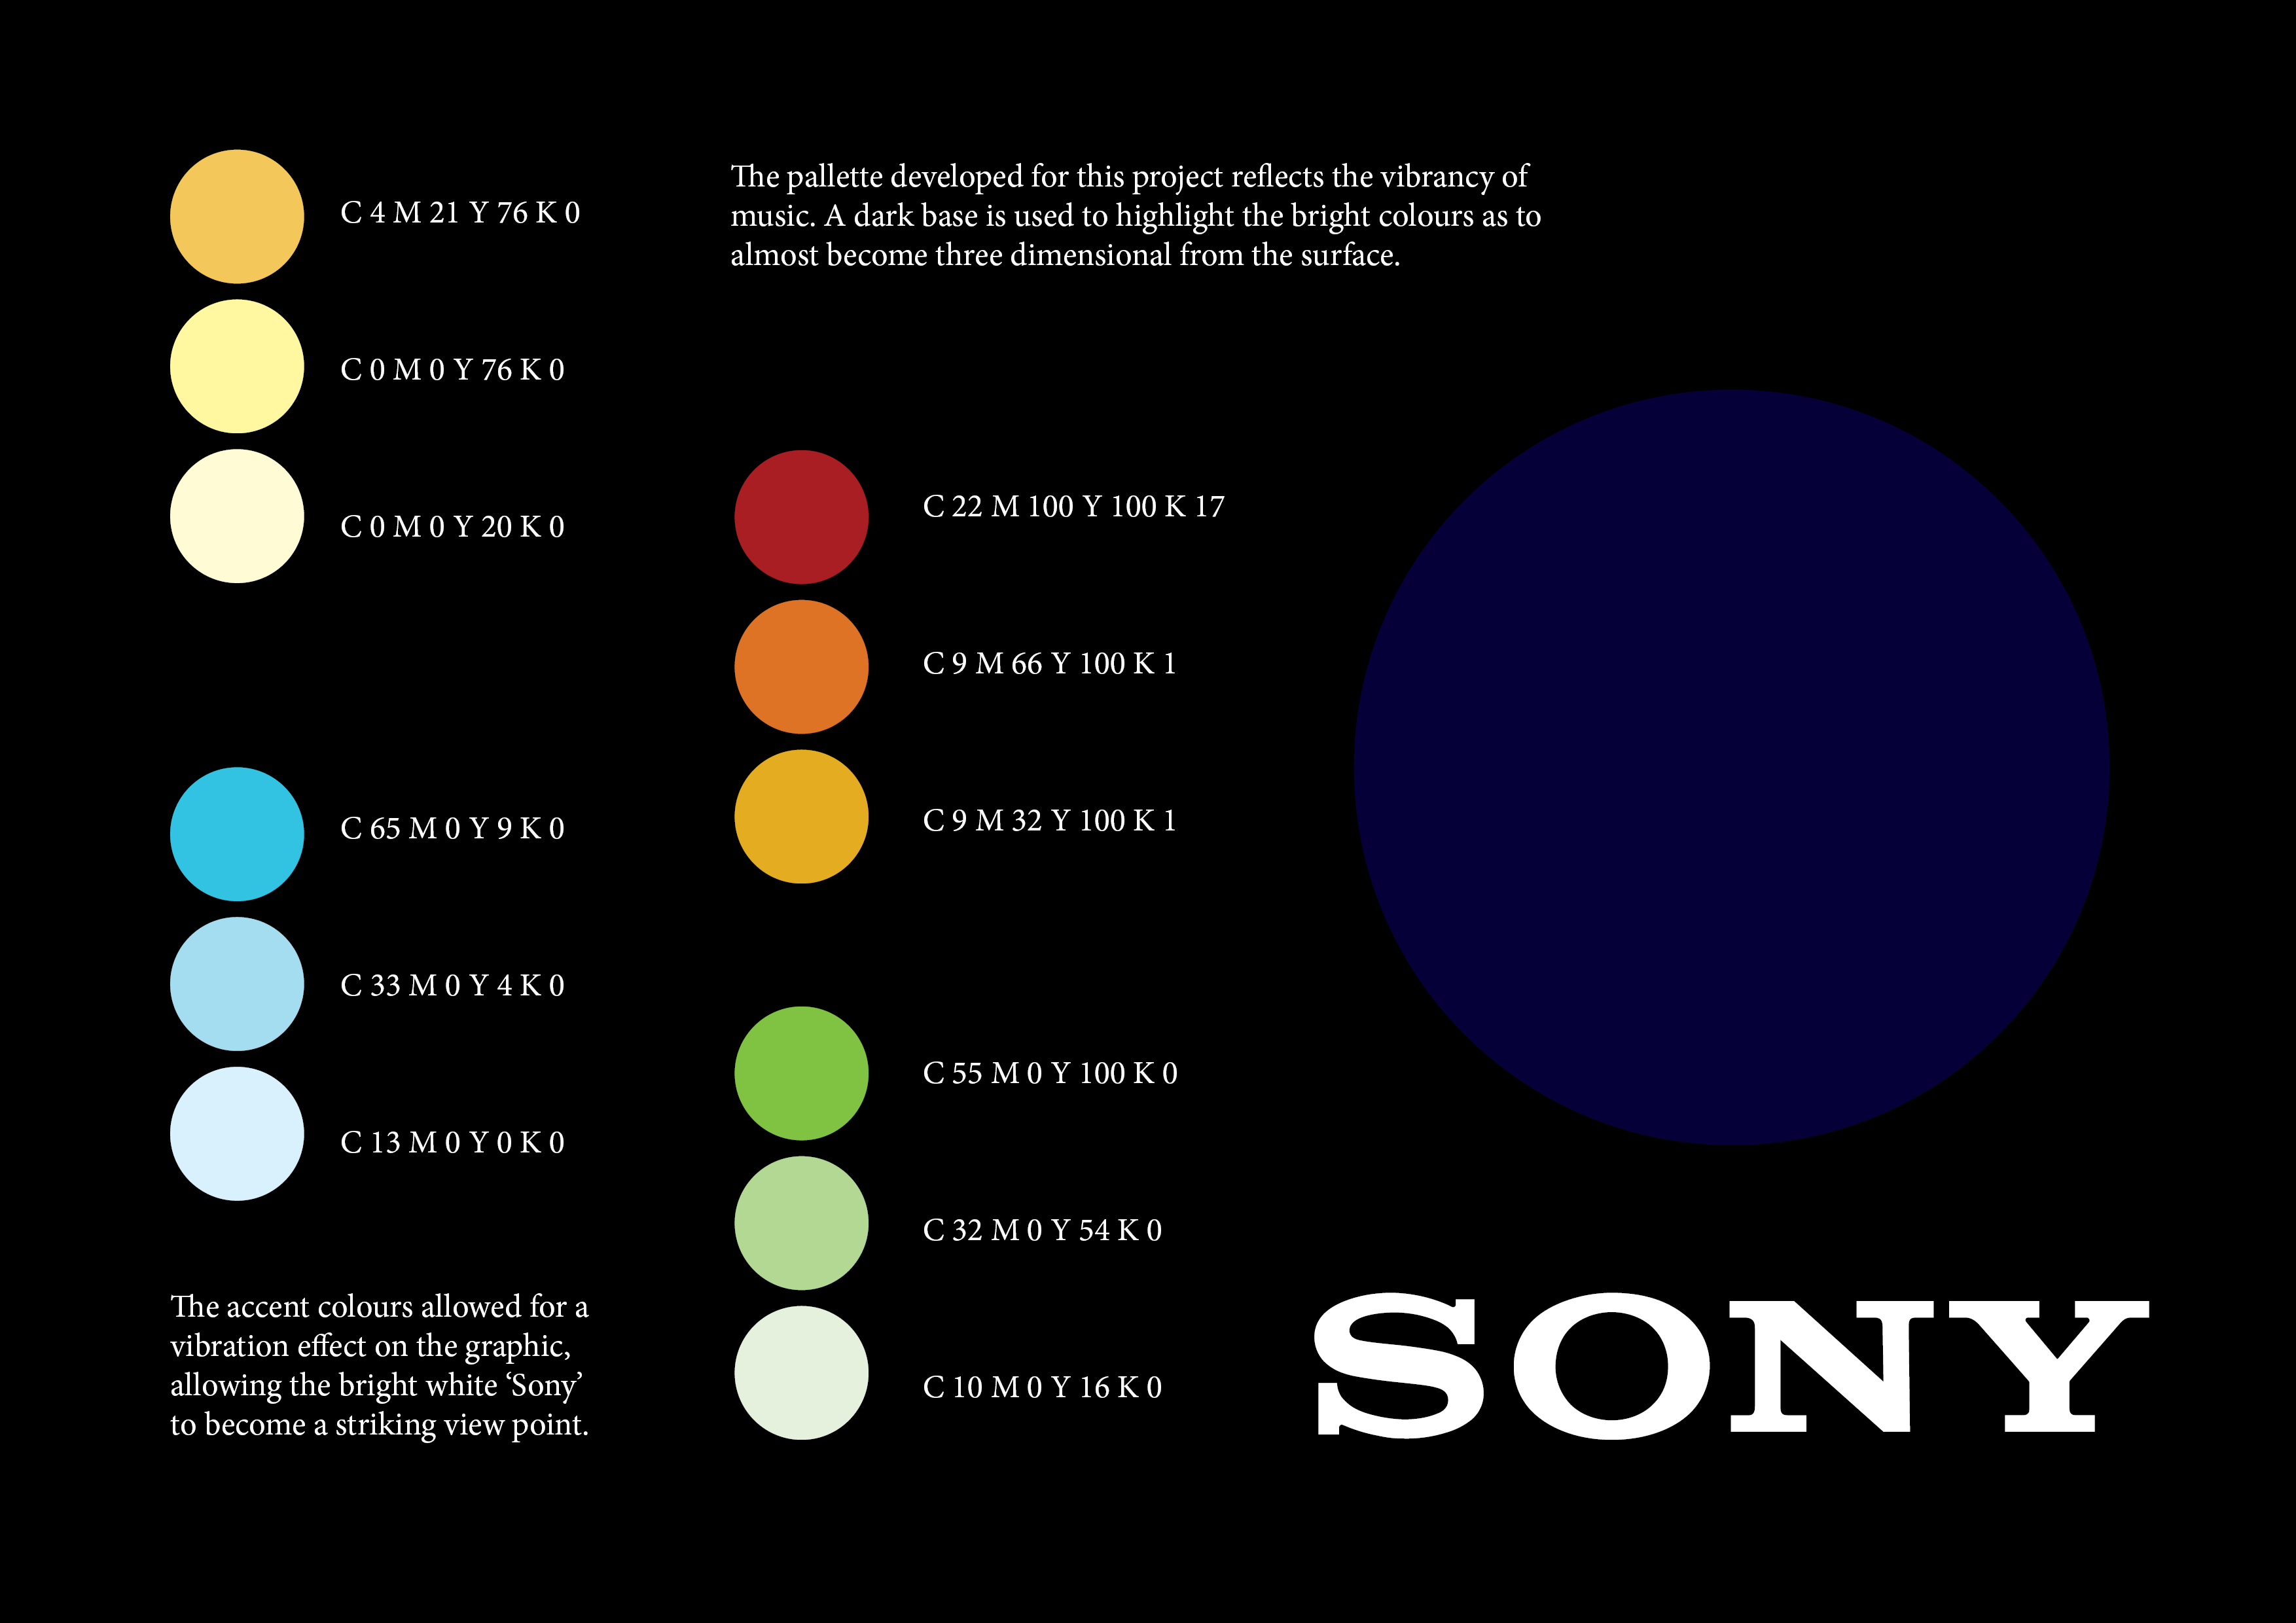 C 4 M 21 Y 76 K 0
C 0 M 0 Y 76 K 0
C 0 M 0 Y 20 K 0
The pallette developed for this project reflects the vibrancy of
music. A dark base is used to highlight the bright colours as to
almost become three dimensional from the surface.
C 22 M 100 Y 100 K 17
C 9 M 66 Y 100 K 1
C 9 M 32 Y 100 K 1
C 65 M 0 Y 9 K 0
C 33 M 0 Y 4 K 0
C 13 M 0 Y 0 K 0
C 55 M 0 Y 100 K 0
C 32 M 0 Y 54 K 0
C 10 M 0 Y 16 K 0
The accent colours allowed for a
vibration effect on the graphic,
allowing the bright white ‘Sony’
to become a striking view point.
SONY